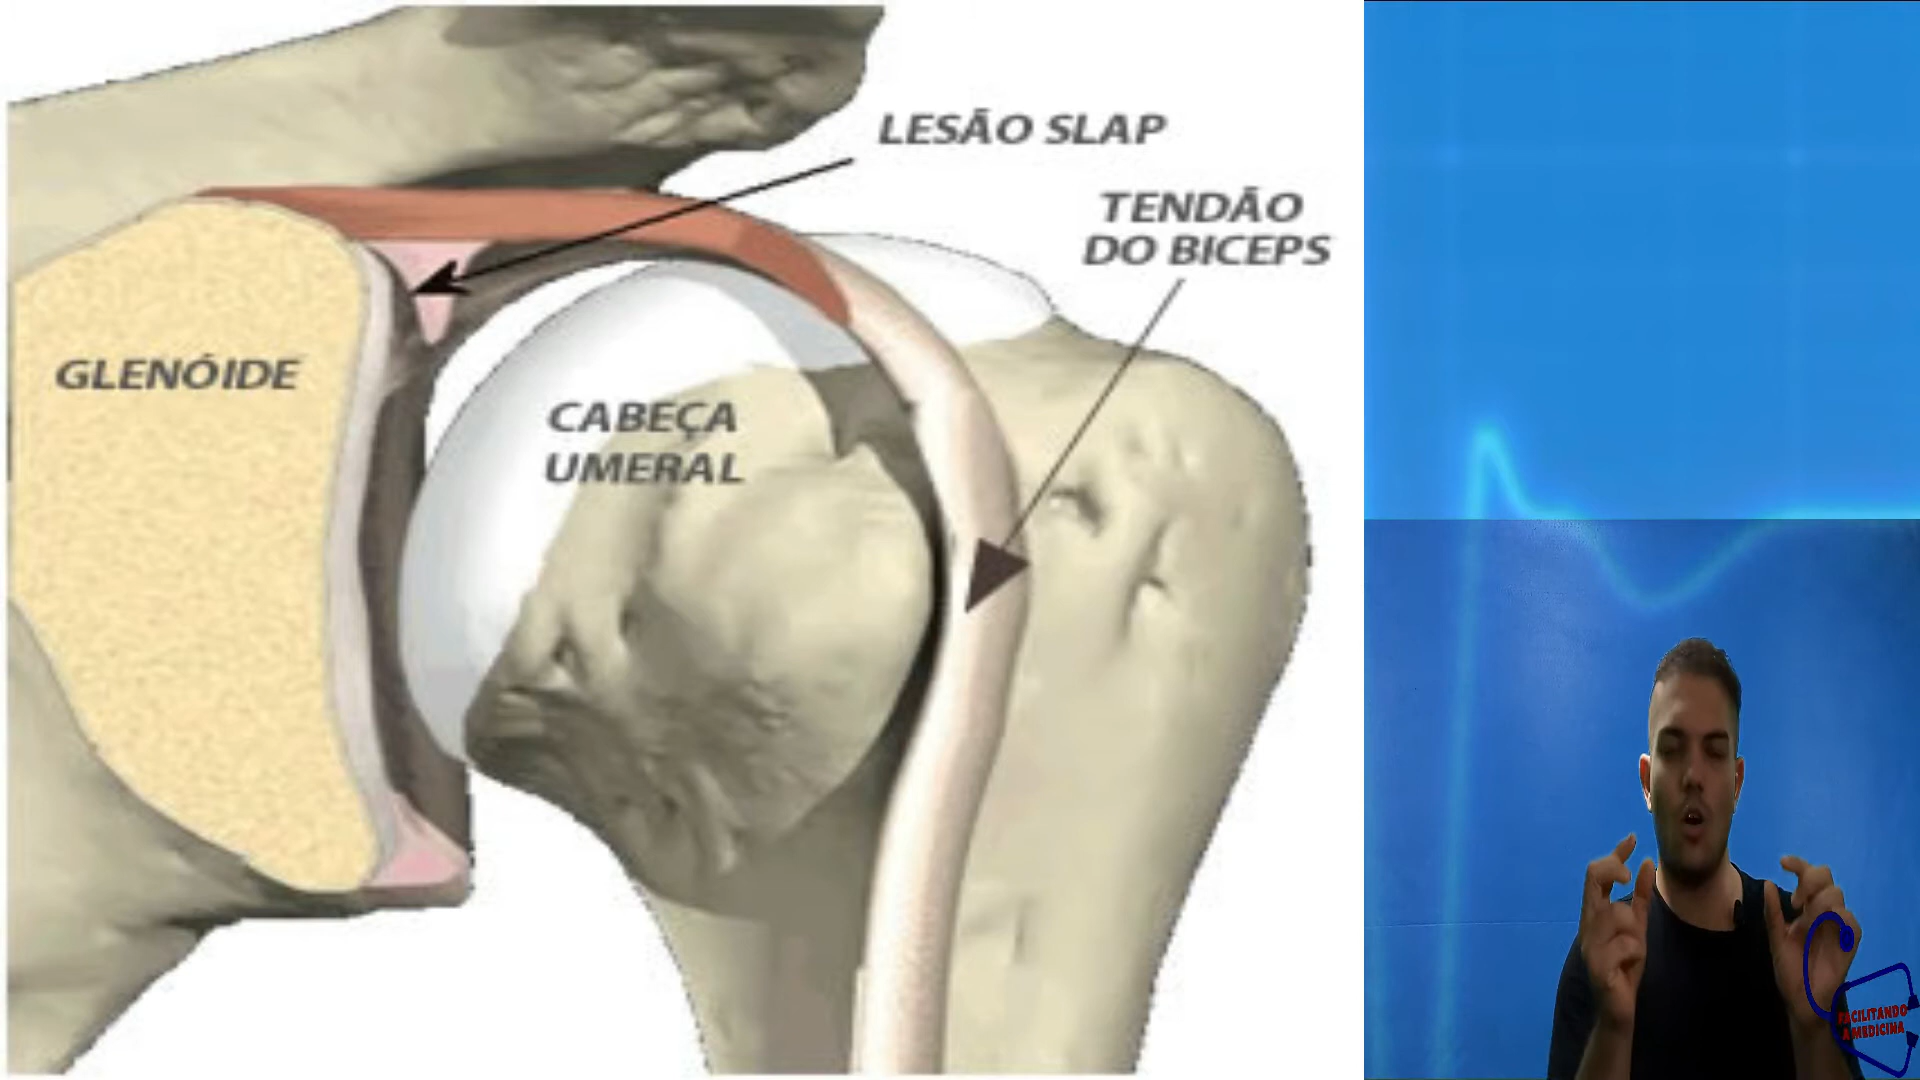 LESÃO SLAP
TENDÃO
DO BICEPS
GLENÓIDE
CABEÇA
UMERAL
FACILITANDO
A MEDICINA